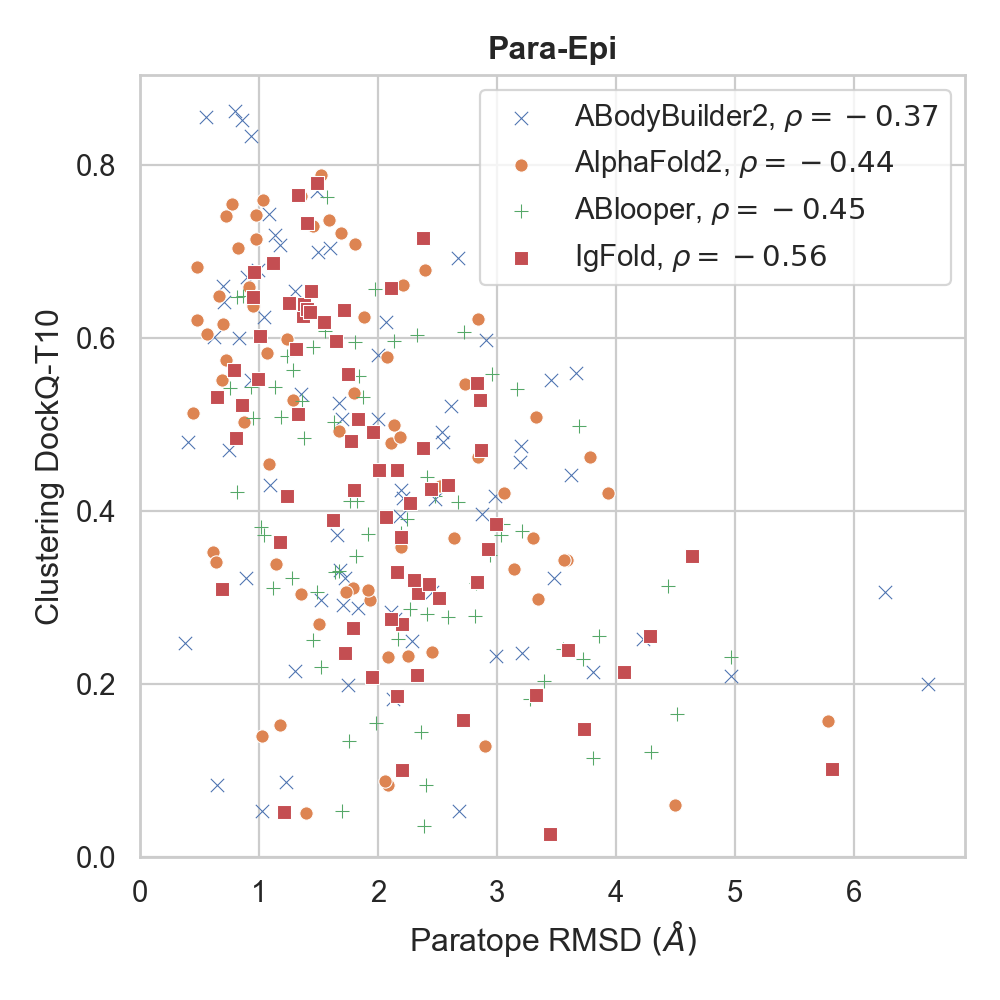 Para-Epi
ABodyBuilder2, ρ = −0.37
AlphaFold2, ρ = −0.44
ABlooper, ρ = −0.45
IgFold, ρ = −0.56
Clustering DockQ-T10
0.8
0.6
0.4
0.2
0.0
0 1 2 3 4 5 6
Paratope RMSD (Å)